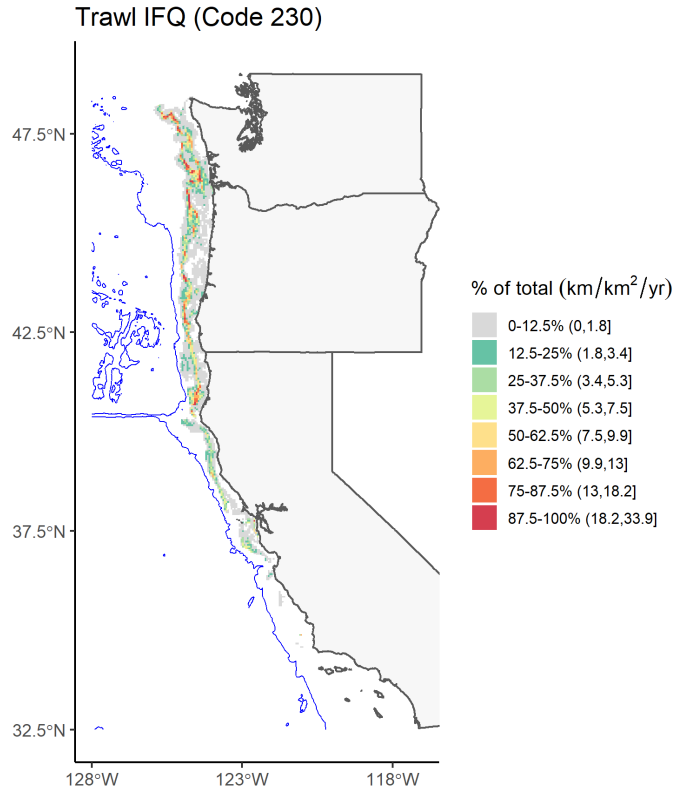 Trawl IFQ (Code 230)
47.5°N
42.5°N
37.5°N
32.5°N
128°W
123°W
118°W
% of total (km/km²/yr)
0-12.5% (0,1.8]
12.5-25% (1.8,3.4]
25-37.5% (3.4,5.3]
37.5-50% (5.3,7.5]
50-62.5% (7.5,9.9]
62.5-75% (9.9,13]
75-87.5% (13,18.2]
87.5-100% (18.2,33.9]